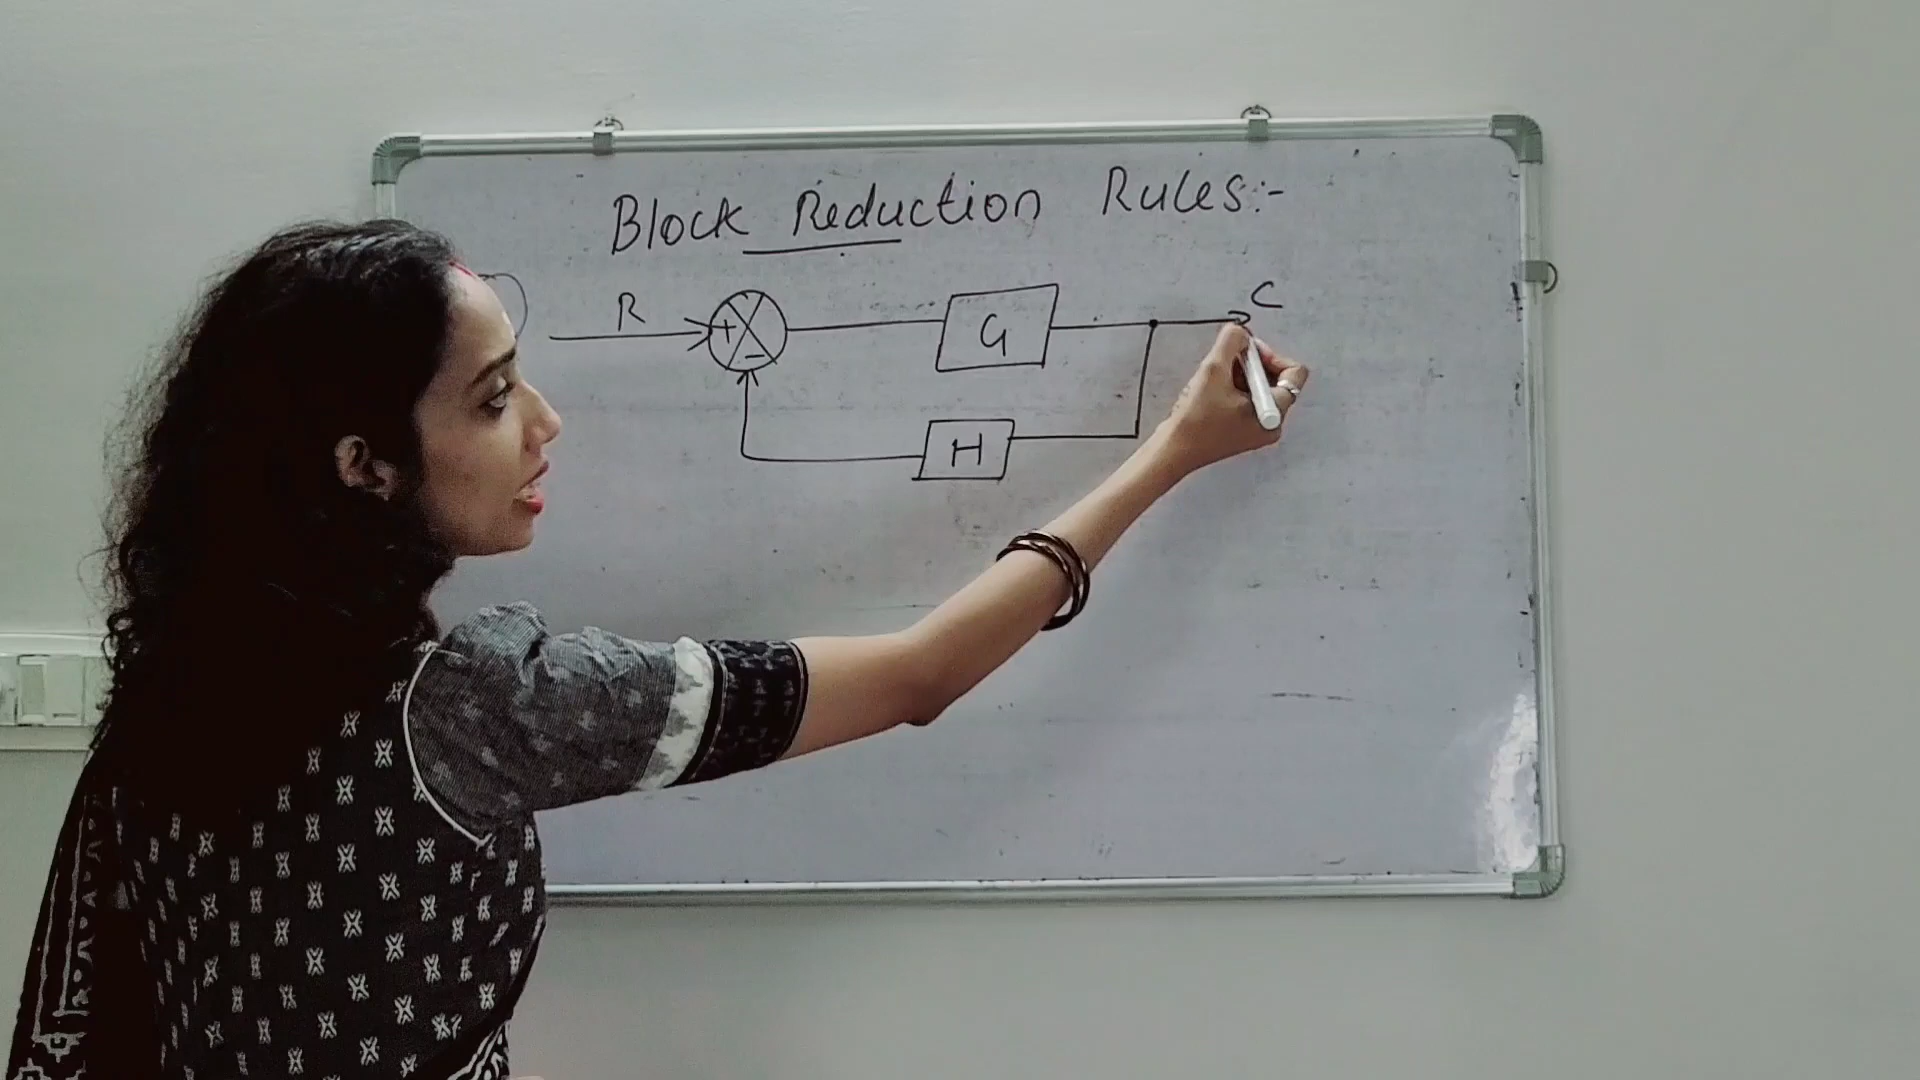 Block Reduction Rules:-
R + - G C
H